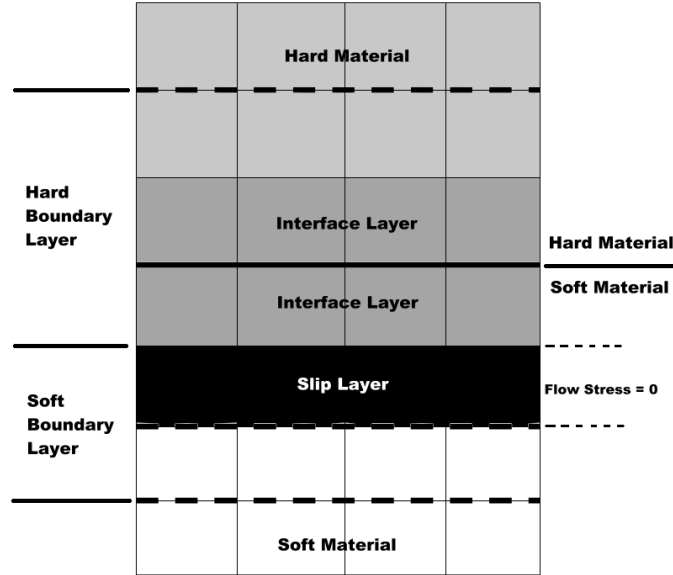 Hard Material
Hard
Boundary
Layer
Interface Layer
Hard Material
Soft Material
Interface Layer
Slip Layer
Flow Stress = 0
Soft
Boundary
Layer
Soft Material